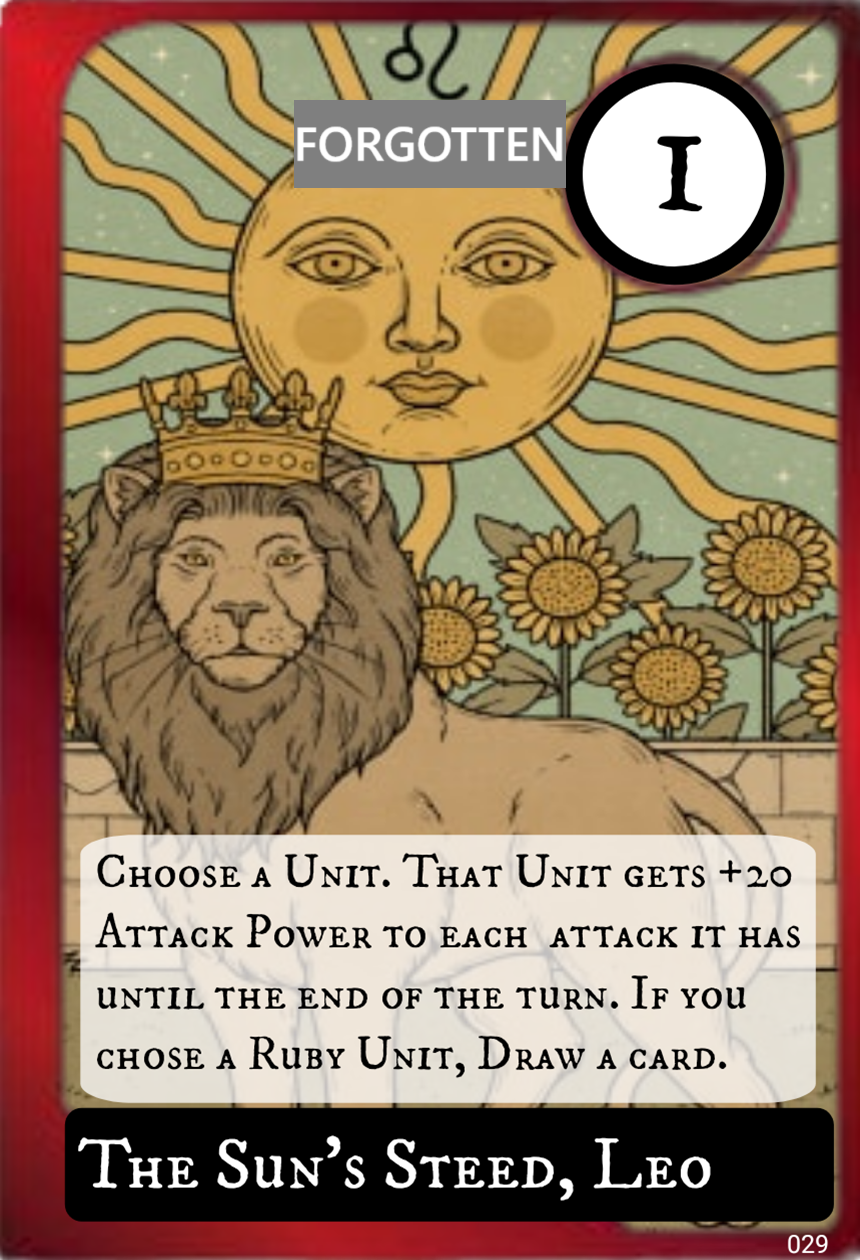 ♌
FORGOTTEN
I
Choose a Unit. That Unit gets +20
Attack Power to each attack it has
until the end of the turn. If you
chose a Ruby Unit, Draw a card.
The Sun's Steed, Leo
029